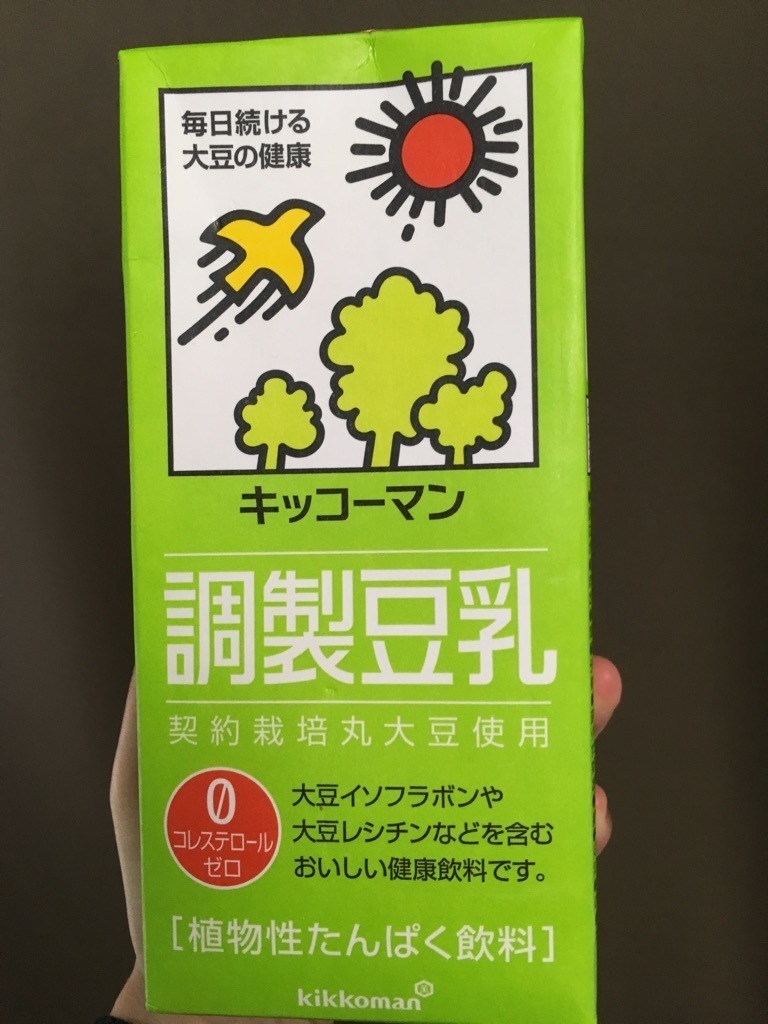 毎日続ける
大豆の健康
キッコーマン
調製豆乳
契約栽培丸大豆使用
0
コレステロール
ゼロ
大豆イソフラボンや
大豆レシチンなどを含む
おいしい健康飲料です。
[植物性たんぱく飲料]
kikkoman